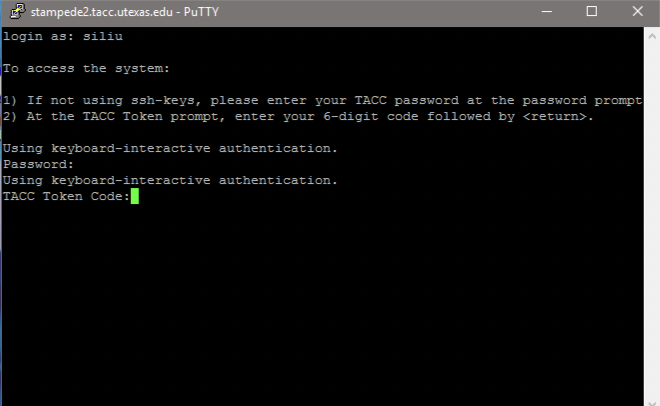 stampede2.tacc.utexas.edu - PuTTY
login as: siliu
To access the system:
1) If not using ssh-keys, please enter your TACC password at the password prompt
2) At the TACC Token prompt, enter your 6-digit code followed by <return>.
Using keyboard-interactive authentication.
Password:
Using keyboard-interactive authentication.
TACC Token Code: